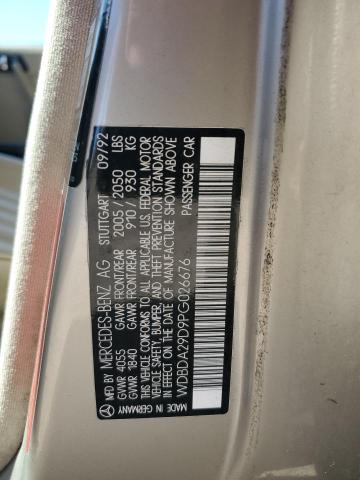 MERCEDES-BENZ AG STUTTGART 09/92
GVWR 4055 GAWR FRONT/REAR 2005/2050 LBS
GVWR 1840 GAWR FRONT/REAR 910/930 KG
THIS VEHICLE CONFORMS TO ALL APPLICABLE U.S. FEDERAL MOTOR
VEHICLE SAFETY, BUMPER, AND THEFT PREVENTION STANDARDS
IN EFFECT ON THE DATE OF MANUFACTURE SHOWN ABOVE
WDBDA29D9PG026676 PASSENGER CAR
MADE IN GERMANY